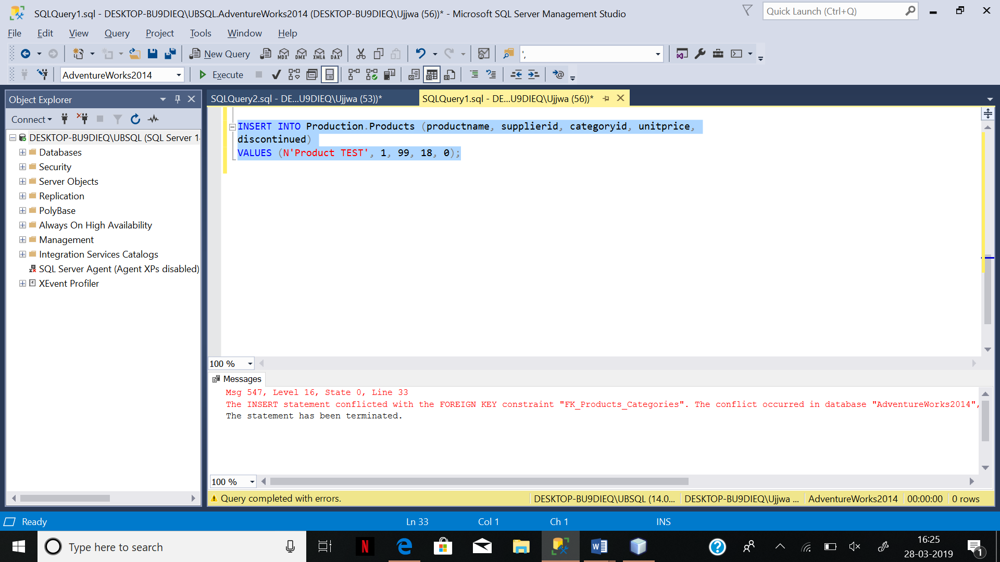 SQLQuery1.sql - DESKTOP-BU9DIEQ\UBSQL.AdventureWorks2014 (DESKTOP-BU9DIEQ\Ujjwa (56))* - Microsoft SQL Server Management Studio
Quick Launch (Ctrl+Q)
File Edit View Query Project Tools Window Help
New Query MDX DMX XMLA DAX ',
AdventureWorks2014 Execute
Object Explorer
SQLQuery2.sql - DE...U9DIEQ\Ujjwa (53))*
SQLQuery1.sql - DE...U9DIEQ\Ujjwa (56))*
Connect
DESKTOP-BU9DIEQ\UBSQL (SQL Server 1
Databases
Security
Server Objects
Replication
PolyBase
Always On High Availability
Management
Integration Services Catalogs
SQL Server Agent (Agent XPs disabled)
XEvent Profiler
INSERT INTO Production.Products (productname, supplierid, categoryid, unitprice,
discontinued)
VALUES (N'Product TEST', 1, 99, 18, 0);
100 %
Messages
Msg 547, Level 16, State 0, Line 33
The INSERT statement conflicted with the FOREIGN KEY constraint "FK_Products_Categories". The conflict occurred in database "AdventureWorks2014",
The statement has been terminated.
100 %
Query completed with errors.
DESKTOP-BU9DIEQ\UBSQL (14.0... DESKTOP-BU9DIEQ\Ujjwa ... AdventureWorks2014 00:00:00 0 rows
Ready Ln 33 Col 1 Ch 1 INS
Type here to search
16:25
28-03-2019
1